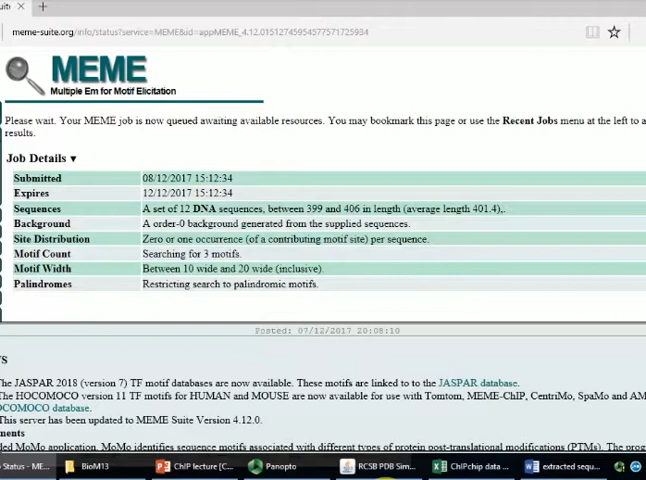 meme-suite.org/info/status?service=MEME&id=appMEME_4.12.0151274595457757172593​4
MEME
Multiple Em for Motif Elicitation
Please wait. Your MEME job is now queued awaiting available resources. You may bookmark this page or use the Recent Jobs menu at the left to a
results.
Job Details ▼
Submitted 08/12/2017 15:12:34
Expires 12/12/2017 15:12:34
Sequences A set of 12 DNA sequences, between 399 and 406 in length (average length 401.4),.
Background A order-0 background generated from the supplied sequences.
Site Distribution Zero or one occurrence (of a contributing motif site) per sequence.
Motif Count Searching for 3 motifs.
Motif Width Between 10 wide and 20 wide (inclusive).
Palindromes Restricting search to palindromic motifs.
Posted: 07/12/2017 20:08:10
The JASPAR 2018 (version 7) TF motif databases are now available. These motifs are linked to to the JASPAR database.
The HOCOMOCO version 11 TF motifs for HUMAN and MOUSE are now available for use with Tomtom, MEME-ChIP, CentriMo, SpaMo and AM
OCOMOCO database.
This server has been updated to MEME Suite Version 4.12.0.
ments
ded MoMo application. MoMo identifies sequence motifs associated with different types of protein post-translational modifications (PTMs). The prog
Status - ME... BioM13 ChIP lecture [C... Panopto RCSB PDB Sim... ChIPchip data ... extracted sequ...